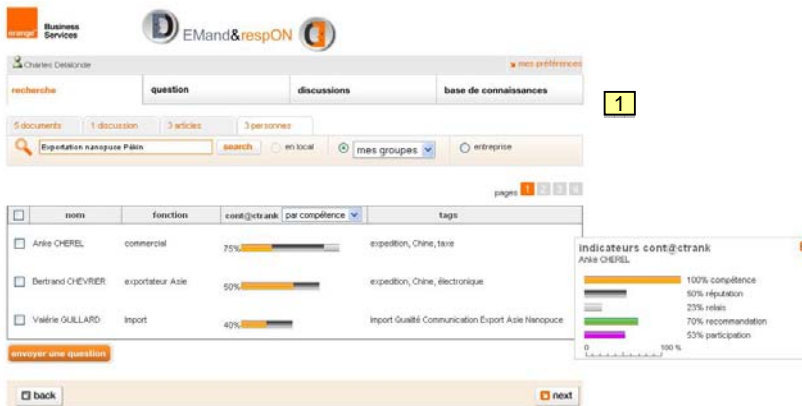 orange Business Services
EMand&respON
Charles Delalonde
mes préférences
recherche question discussions base de connaissances
1
5 documents 1 discussion 3 articles 3 personnes
Exportation nanopuce Pékin search en local mes groupes entreprise
pages 1 2 3 4
nom fonction cont@ctrank par compétence tags
Anke CHEREL commercial 75% expedition, Chine, taxe
Bertrand CHEVRIER exportateur Asie 50% expedition, Chine, électronique
Valérie GUILLARD Import 40% Import Qualité Communication Export Asie Nanopuce
envoyer une question
back next
indicateurs cont@ctrank
Anke CHEREL
100% compétence
50% réputation
23% relais
70% recommandation
53% participation
0 100 %